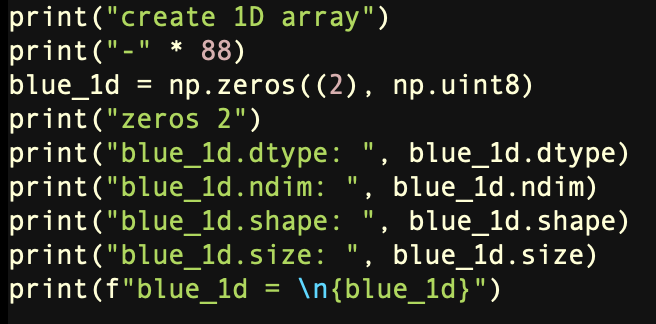 print("create 1D array")
print("-" * 88)
blue_1d = np.zeros((2), np.uint8)
print("zeros 2")
print("blue_1d.dtype: ", blue_1d.dtype)
print("blue_1d.ndim: ", blue_1d.ndim)
print("blue_1d.shape: ", blue_1d.shape)
print("blue_1d.size: ", blue_1d.size)
print(f"blue_1d = \n{blue_1d}")